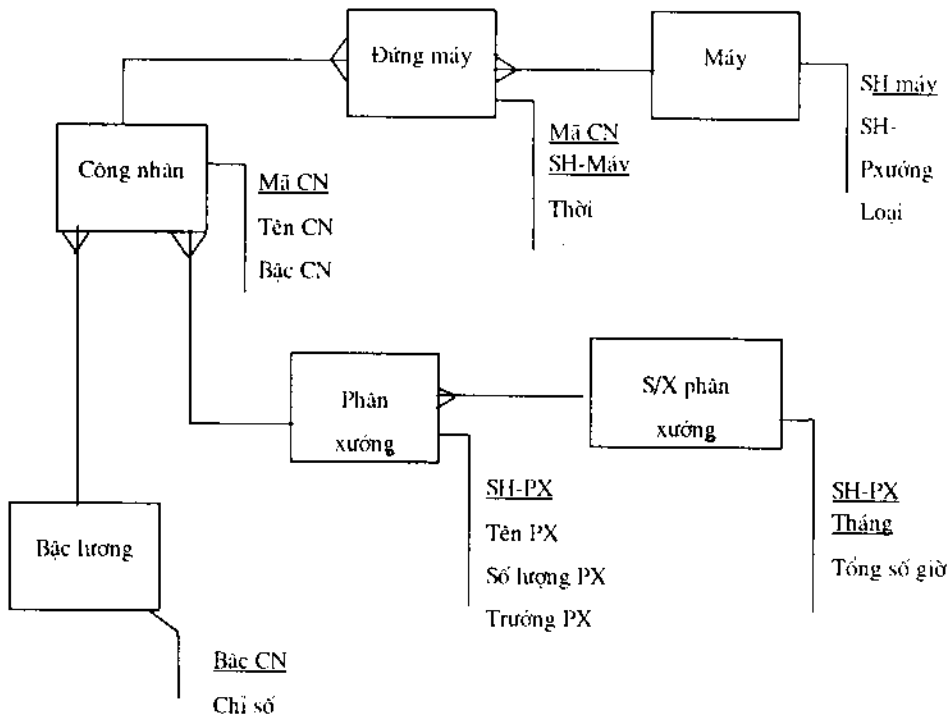 Đứng máy
Máy
SH máy
SH-
Pxưởng
Loại
Mã CN
SH-Máy
Thời
Công nhân
Mã CN
Tên CN
Bậc CN
Phân
xưởng
S/X phân
xưởng
SH-PX
Tên PX
Số lượng PX
Trưởng PX
SH-PX
Tháng
Tổng số giờ
Bậc lương
Bậc CN
Chỉ số